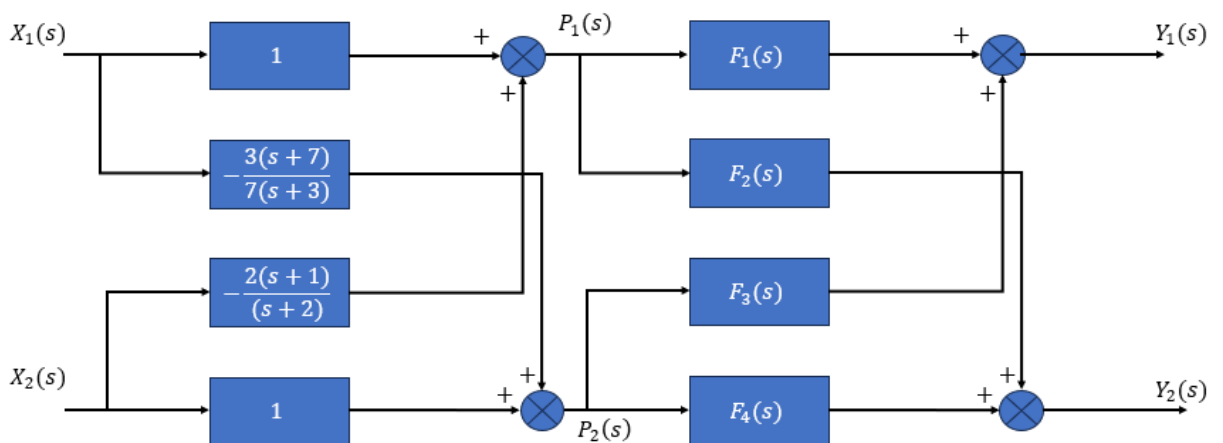 X₁(s)
1
+
P₁(s)
F₁(s)
+
Y₁(s)
+
+
-3(s + 7)/7(s + 3)
F₂(s)
-2(s + 1)/(s + 2)
F₃(s)
X₂(s)
1
+
+
P₂(s)
F₄(s)
+
+
Y₂(s)